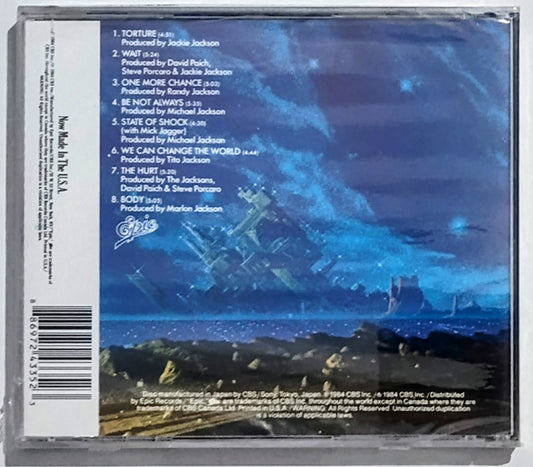 1. TORTURE (4:51)
Produced by Jackie Jackson
2. WAIT (5:24)
Produced by David Paich,
Steve Porcaro & Jackie Jackson
3. ONE MORE CHANCE (5:02)
Produced by Randy Jackson
4. BE NOT ALWAYS (5:35)
Produced by Michael Jackson
5. STATE OF SHOCK (4:30)
(with Mick Jagger)
Produced by Michael Jackson
6. WE CAN CHANGE THE WORLD (4:44)
Produced by Tito Jackson
7. THE HURT (5:20)
Produced by The Jacksons,
David Paich & Steve Porcaro
8. BODY (5:05)
Produced by Marlon Jackson
Epic
Disc manufactured in Japan by CBS/Sony, Tokyo, Japan. ℗ 1984 CBS Inc./© 1984 CBS Inc./Distributed
by Epic Records/"Epic," are trademarks of CBS Inc. throughout the world except in Canada where they are
trademarks of CBS Canada Ltd. Printed in U.S.A./WARNING: All Rights Reserved. Unauthorized duplication
is a violation of applicable laws.
Now Made In The U.S.A.
8 86972 43352 3